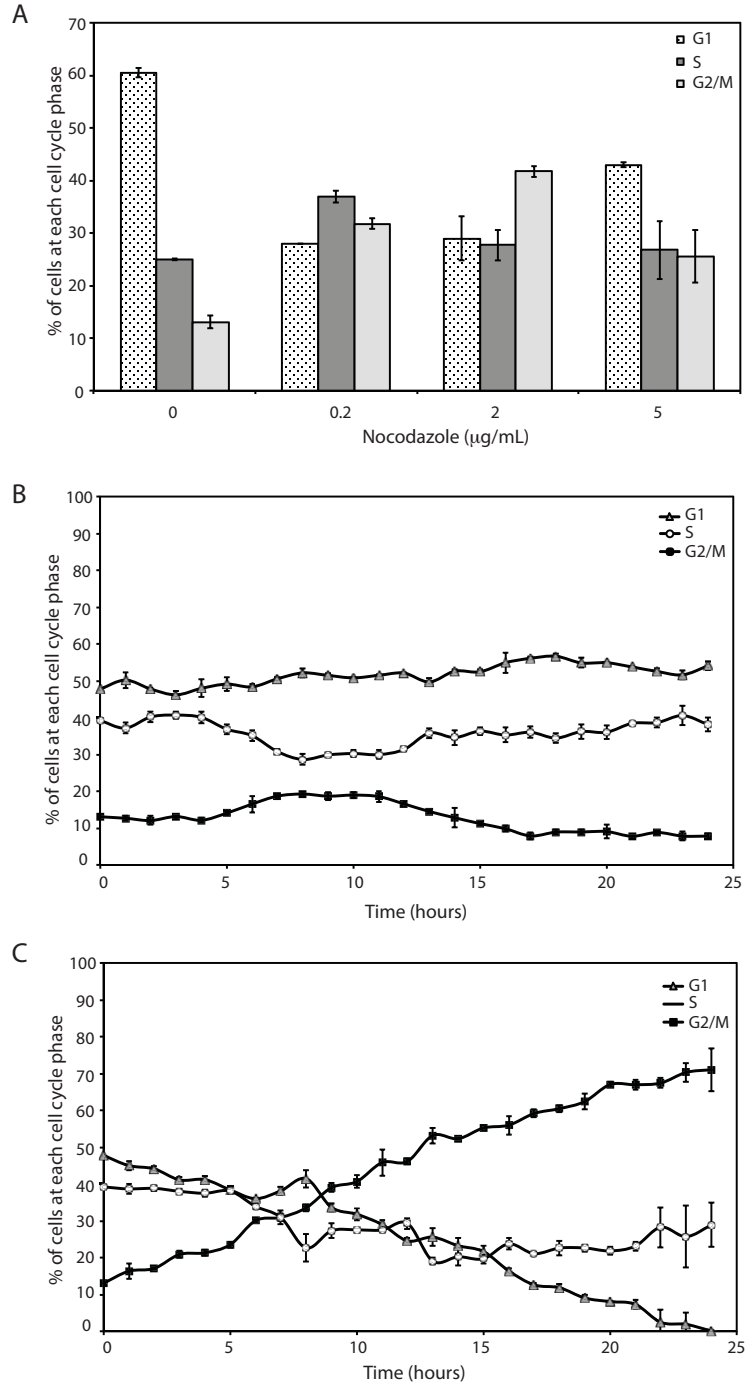 A
% of cells at each cell cycle phase
70
60
50
40
30
20
10
0
G1
S
G2/M
0 0.2 2 5
Nocodazole (μg/mL)
B
% of cells at each cell cycle phase
100
90
80
70
60
50
40
30
20
10
0
G1
S
G2/M
0 5 10 15 20 25
Time (hours)
C
% of cells at each cell cycle phase
100
90
80
70
60
50
40
30
20
10
0
G1
S
G2/M
0 5 10 15 20 25
Time (hours)